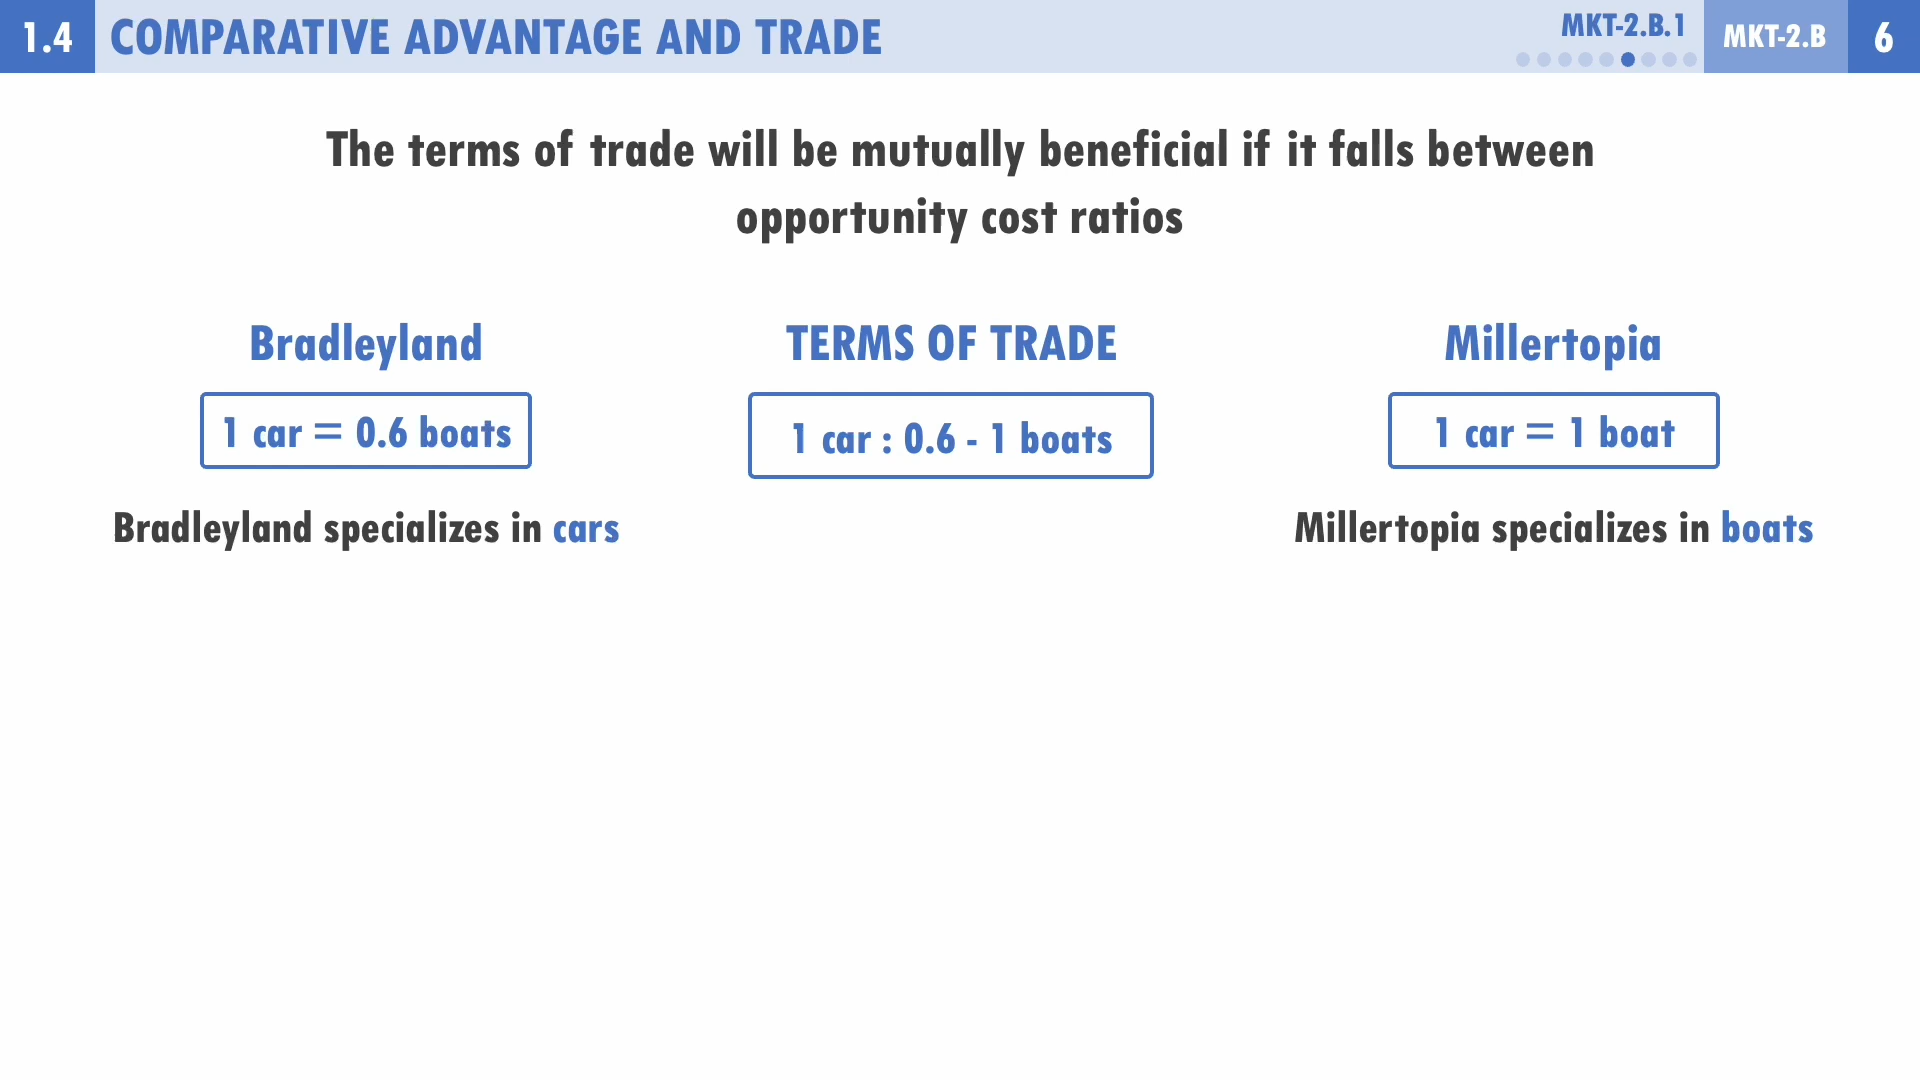 1.4
COMPARATIVE ADVANTAGE AND TRADE
MKT-2.B.1
MKT-2.B
6
The terms of trade will be mutually beneficial if it falls between
opportunity cost ratios
Bradleyland
TERMS OF TRADE
Millertopia
1 car = 0.6 boats
1 car : 0.6 - 1 boats
1 car = 1 boat
Bradleyland specializes in cars
Millertopia specializes in boats